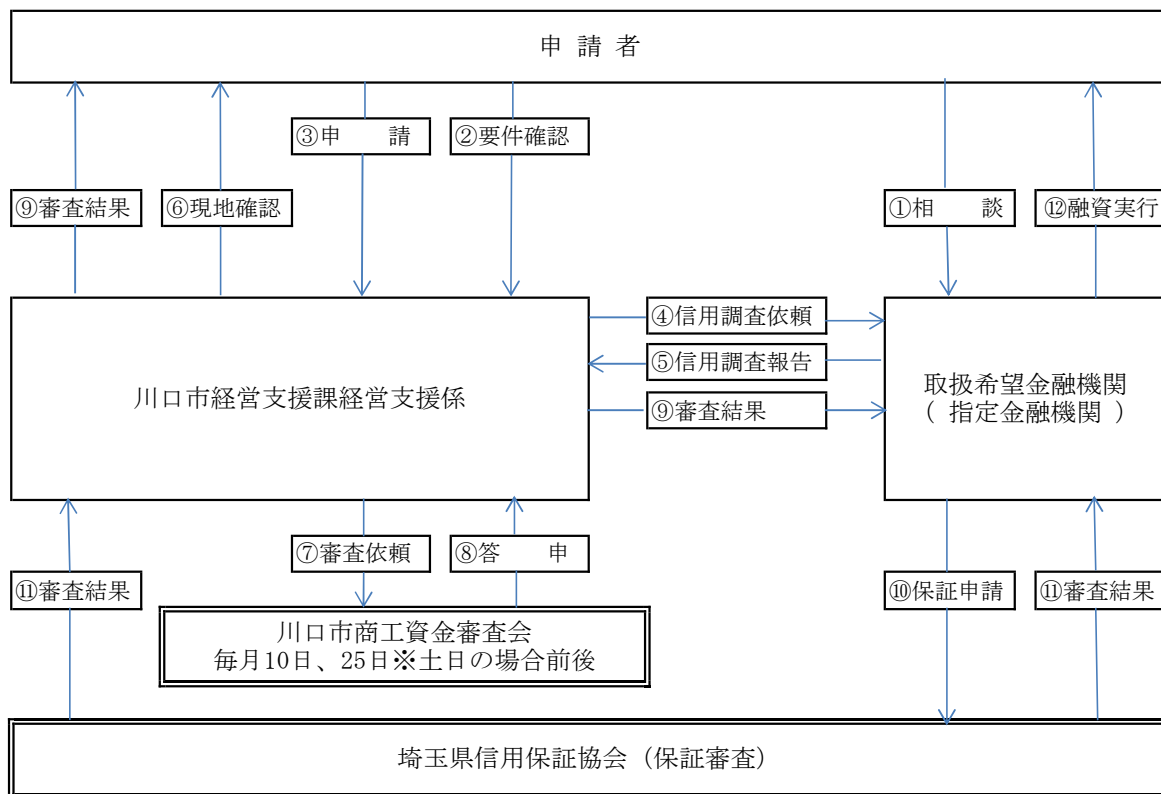 申 請 者
③申　　請
②要件確認
⑨審査結果
⑥現地確認
①相　　談
⑫融資実行
川口市経営支援課経営支援係
④信用調査依頼
⑤信用調査報告
⑨審査結果
取扱希望金融機関
( 指定金融機関 )
⑦審査依頼
⑧答　　申
⑪審査結果
⑩保証申請
⑪審査結果
川口市商工資金審査会
毎月10日、25日※土日の場合前後
埼玉県信用保証協会（保証審査）